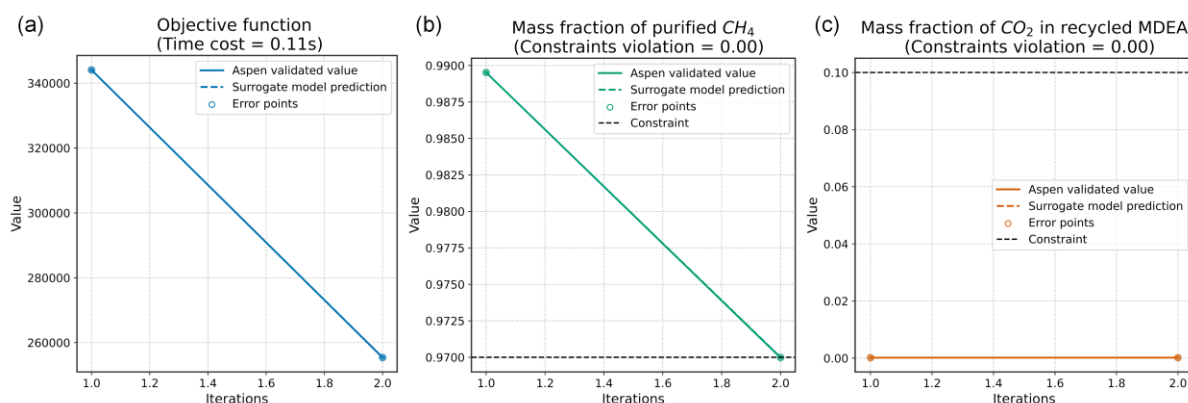 (a)
Objective function
(Time cost = 0.11s)
Value
340000
320000
300000
280000
260000
Aspen validated value
Surrogate model prediction
Error points
1.0
1.2
1.4
1.6
1.8
2.0
Iterations
(b)
Mass fraction of purified CH₄
(Constraints violation = 0.00)
Value
0.9900
0.9875
0.9850
0.9825
0.9800
0.9775
0.9750
0.9725
0.9700
Aspen validated value
Surrogate model prediction
Error points
Constraint
1.0
1.2
1.4
1.6
1.8
2.0
Iterations
(c)
Mass fraction of CO₂ in recycled MDEA
(Constraints violation = 0.00)
Value
0.10
0.08
0.06
0.04
0.02
0.00
Aspen validated value
Surrogate model prediction
Error points
Constraint
1.0
1.2
1.4
1.6
1.8
2.0
Iterations